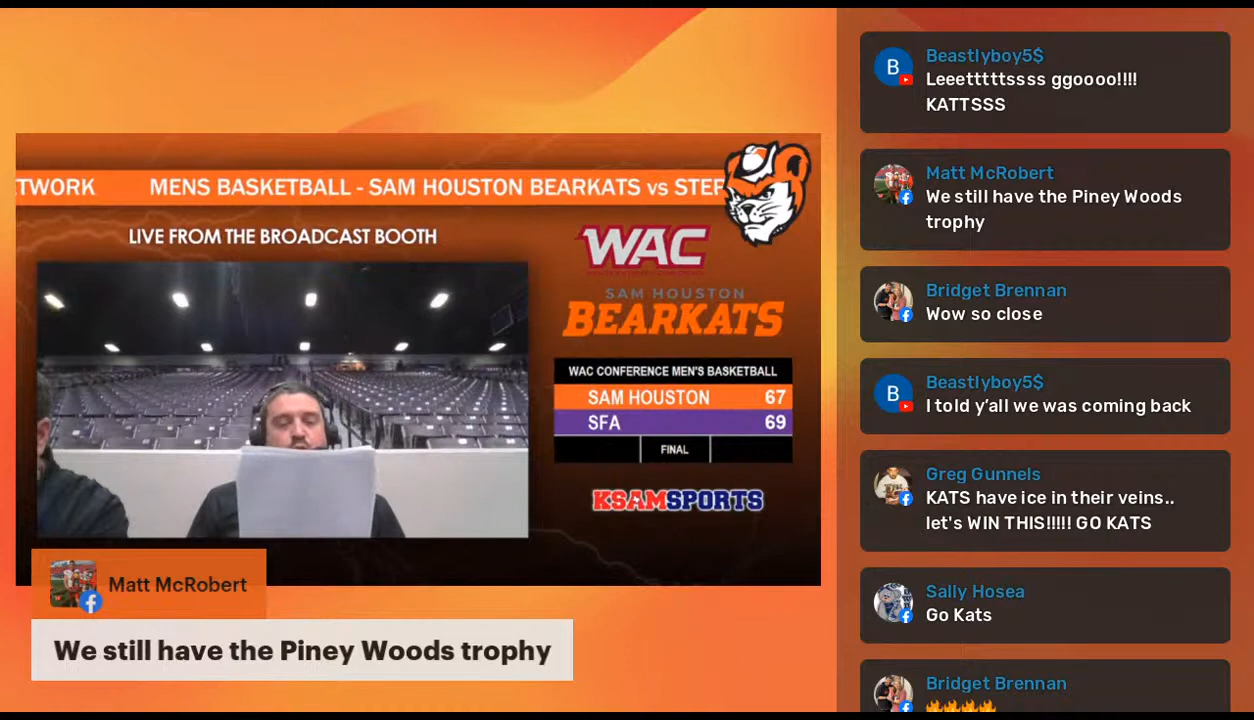 TWORK MENS BASKETBALL - SAM HOUSTON BEARKATS vs STEP
LIVE FROM THE BROADCAST BOOTH
WAC
SAM HOUSTON
BEARKATS
WAC CONFERENCE MEN'S BASKETBALL
SAM HOUSTON 67
SFA 69
FINAL
KSAMSPORTS
Matt McRobert
We still have the Piney Woods trophy
B
Beastlyboy5$
Leeettttttssss ggoooo!!!!
KATTSSS
Matt McRobert
We still have the Piney Woods
trophy
Bridget Brennan
Wow so close
B
Beastlyboy5$
I told y’all we was coming back
Greg Gunnels
KATS have ice in their veins..
let's WIN THIS!!!!! GO KATS
Sally Hosea
Go Kats
Bridget Brennan
🔥🔥🔥🔥